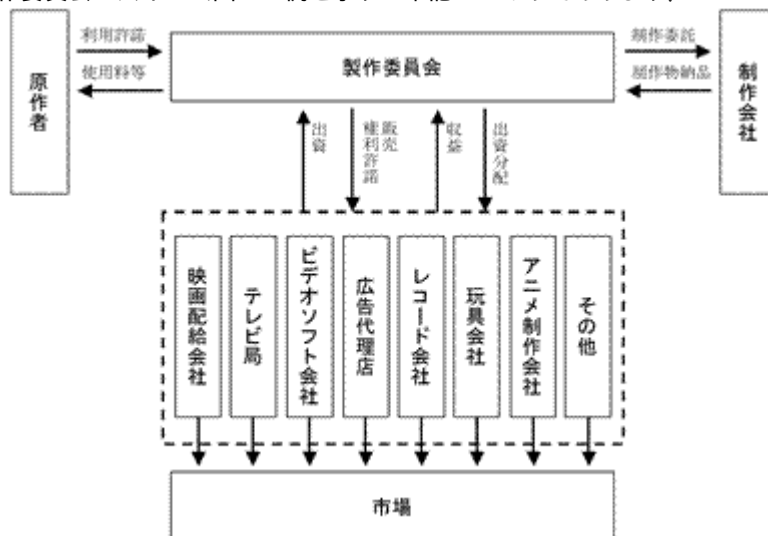 利用許諾
使用料等
原作者
製作委員会
制作委託
制作物納品
制作会社
出資
販売
権利許諾
収益
出資分配
映画配給会社
テレビ局
ビデオソフト会社
広告代理店
レコード会社
玩具会社
アニメ制作会社
その他
市場